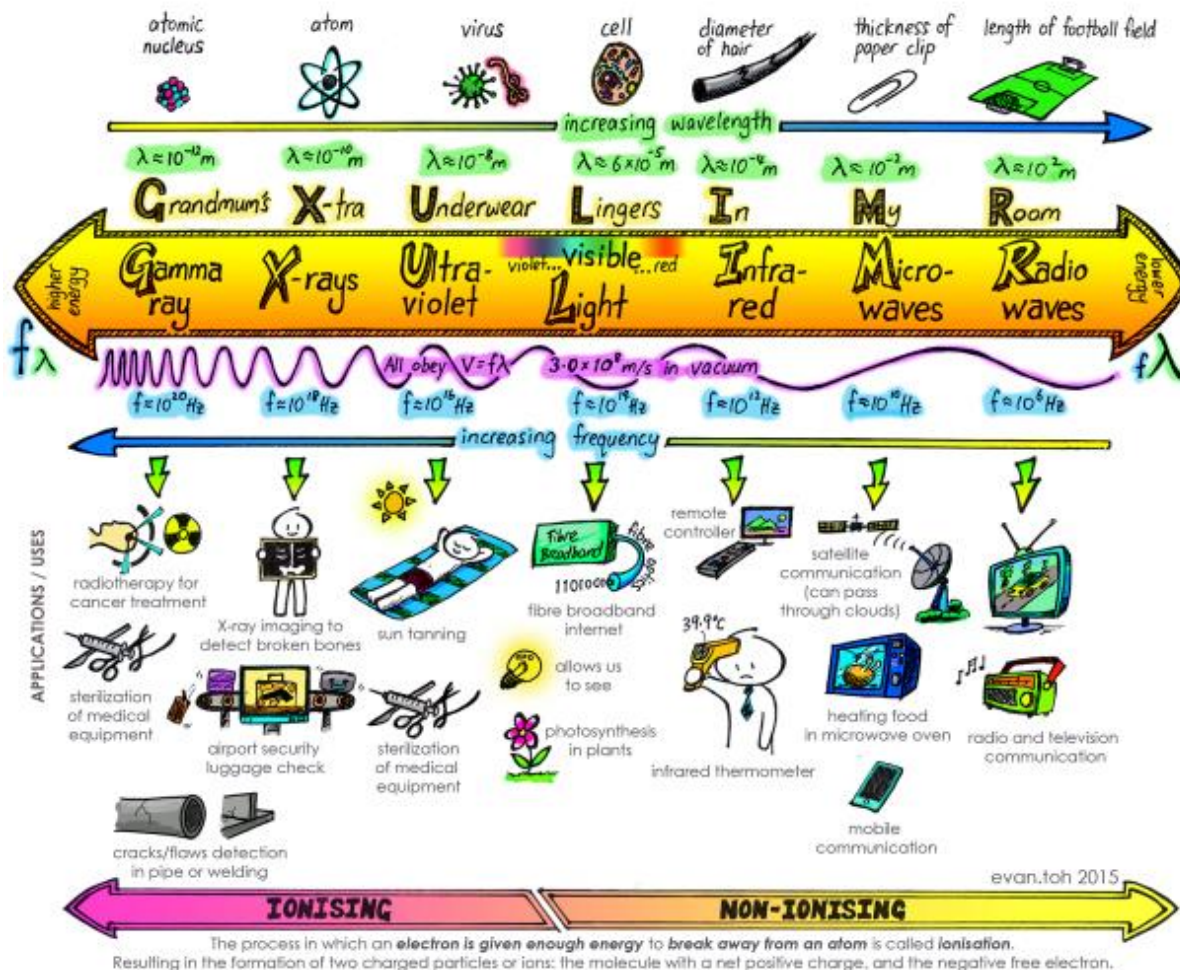 atomic nucleus
atom
virus
cell
diameter of hair
thickness of paper clip
length of football field
increasing wavelength
λ≈10⁻¹²m
λ≈10⁻¹⁰m
λ≈10⁻⁸m
λ≈6×10⁻⁵m
λ≈10⁻⁴m
λ≈10⁻²m
λ≈10²m
Grandmum's X-tra Underwear Lingers In My Room
higher energy
Gamma ray
X-rays
Ultra-violet
violet... visible ...red
Light
Infra-red
Micro-waves
Radio waves
lower energy
f λ
All obey V=fλ 3.0×10⁸m/s in vacuum
f λ
f≈10²⁰Hz
f≈10¹⁸Hz
f≈10¹⁶Hz
f≈10¹⁴Hz
f≈10¹²Hz
f≈10¹⁰Hz
f≈10⁶Hz
increasing frequency
APPLICATIONS / USES
radiotherapy for
cancer treatment
sterilization
of medical
equipment
cracks/flaws detection
in pipe or welding
X-ray imaging to
detect broken bones
airport security
luggage check
sun tanning
sterilization
of medical
equipment
Fibre
Broadband
fibre optics
fibre broadband
internet
allows us
to see
photosynthesis
in plants
remote
controller
39.9°C
infrared thermometer
satellite
communication
(can pass
through clouds)
heating food
in microwave oven
mobile
communication
radio and television
communication
evan.toh 2015
IONISING
NON-IONISING
The process in which an electron is given enough energy to break away from an atom is called ionisation.
Resulting in the formation of two charged particles or ions: the molecule with a net positive charge, and the negative free electron.